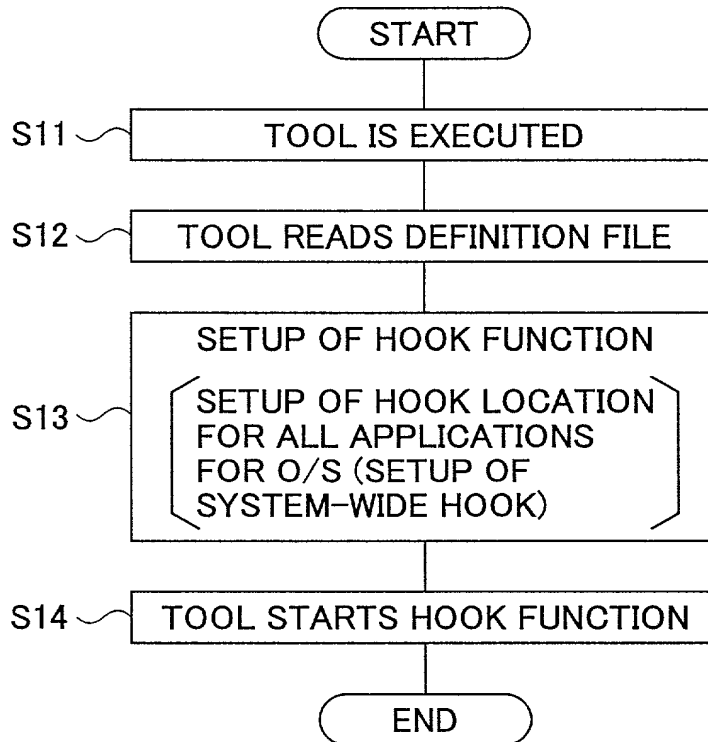 START
S11 TOOL IS EXECUTED
S12 TOOL READS DEFINITION FILE
SETUP OF HOOK FUNCTION
S13
SETUP OF HOOK LOCATION
FOR ALL APPLICATIONS
FOR O/S (SETUP OF
SYSTEM-WIDE HOOK)
S14 TOOL STARTS HOOK FUNCTION
END